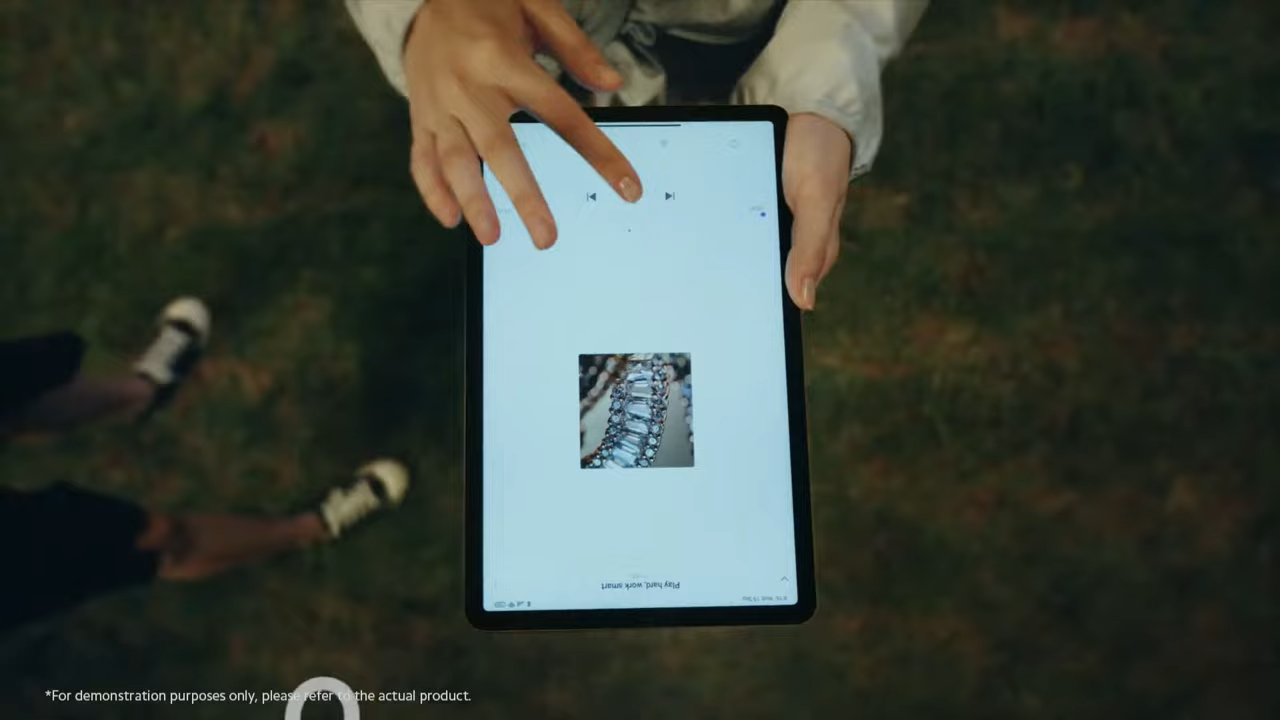 Play hard, work smart
*For demonstration purposes only, please refer to the actual product.